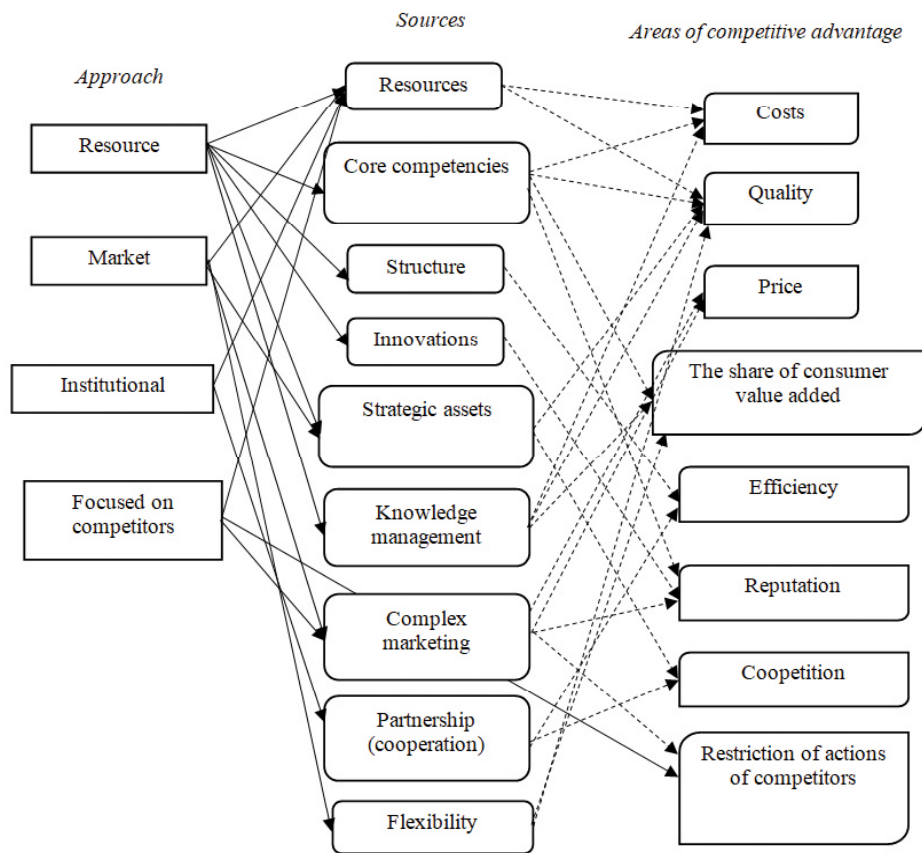 Approach
Sources
Areas of competitive advantage
Resource
Market
Institutional
Focused on
competitors
Resources
Core competencies
Structure
Innovations
Strategic assets
Knowledge
management
Complex
marketing
Partnership
(cooperation)
Flexibility
Costs
Quality
Price
The share of consumer
value added
Efficiency
Reputation
Coopetition
Restriction of actions
of competitors